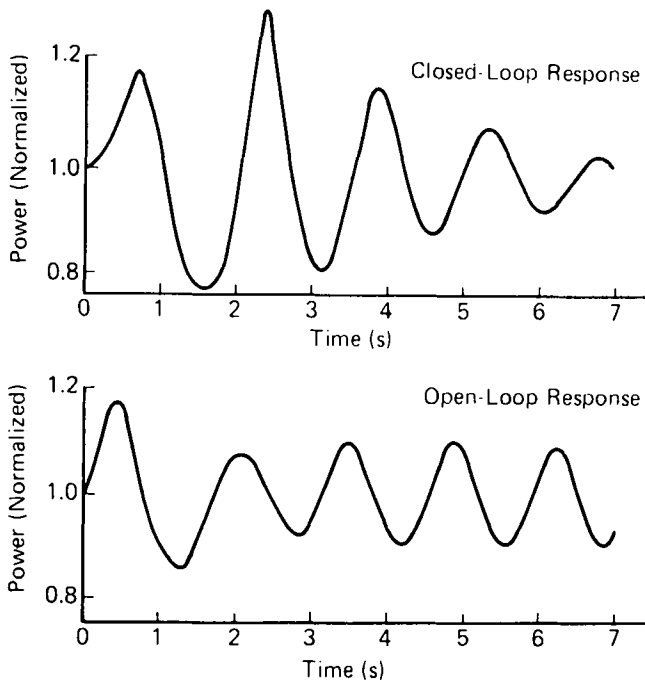 Closed-Loop Response
Power (Normalized)
1.2
1.0
0.8
0 1 2 3 4 5 6 7
Time (s)
Open-Loop Response
Power (Normalized)
1.2
1.0
0.8
0 1 2 3 4 5 6 7
Time (s)